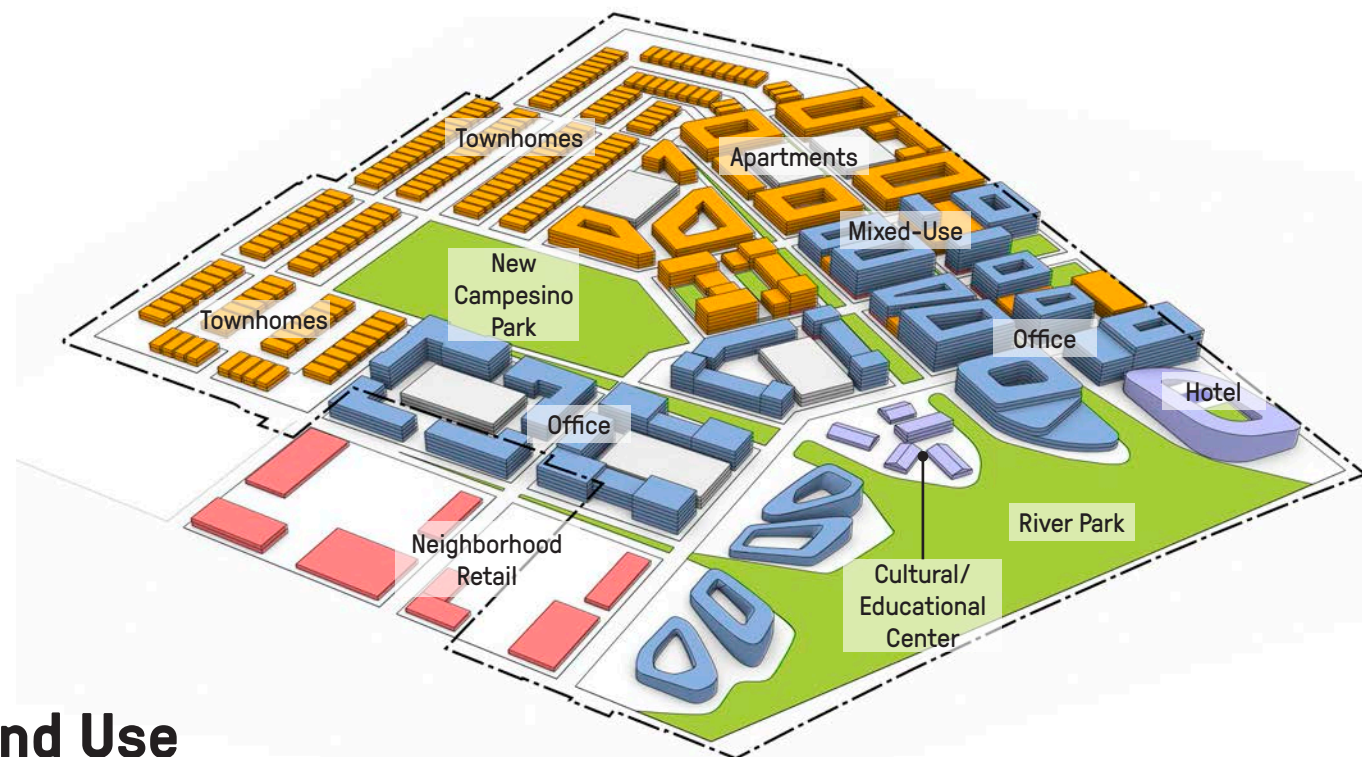 Townhomes
Apartments
Mixed-Use
New
Campesino
Park
Townhomes
Office
Hotel
Office
River Park
Neighborhood
Retail
Cultural/
Educational
Center
nd Use